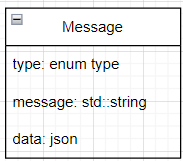 Message
type: enum type
message: std::string
data: json